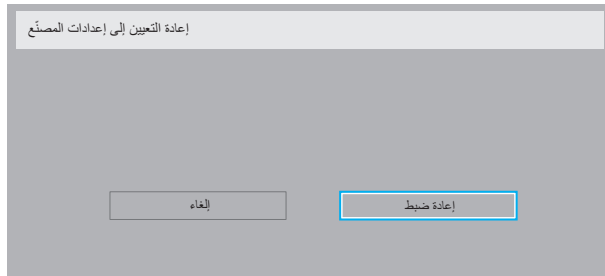 إعادة التعيين إلى إعدادات المصنّع
إعادة ضبط
إلغاء